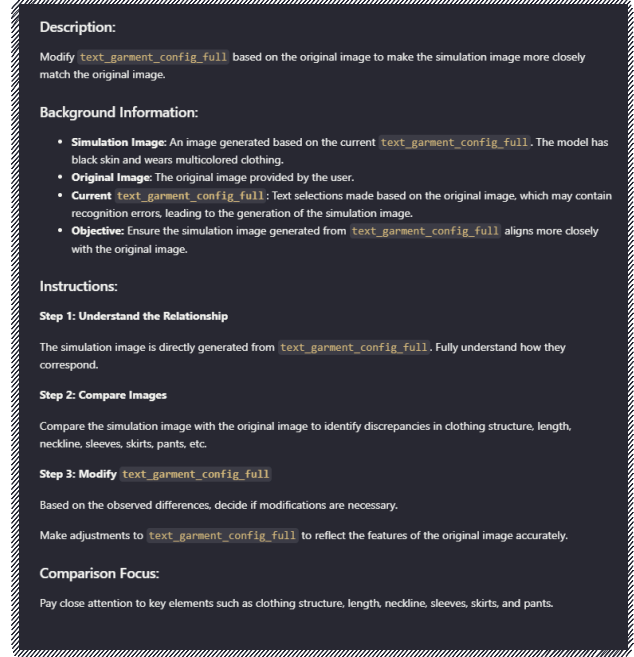 Description:
Modify text_garment_config_full based on the original image to make the simulation image more closely
match the original image.
Background Information:
• Simulation Image: An image generated based on the current text_garment_config_full. The model has
black skin and wears multicolored clothing.
• Original Image: The original image provided by the user.
• Current text_garment_config_full: Text selections made based on the original image, which may contain
recognition errors, leading to the generation of the simulation image.
• Objective: Ensure the simulation image generated from text_garment_config_full aligns more closely
with the original image.
Instructions:
Step 1: Understand the Relationship
The simulation image is directly generated from text_garment_config_full. Fully understand how they
correspond.
Step 2: Compare Images
Compare the simulation image with the original image to identify discrepancies in clothing structure, length,
neckline, sleeves, skirts, pants, etc.
Step 3: Modify text_garment_config_full
Based on the observed differences, decide if modifications are necessary.
Make adjustments to text_garment_config_full to reflect the features of the original image accurately.
Comparison Focus:
Pay close attention to key elements such as clothing structure, length, neckline, sleeves, skirts, and pants.